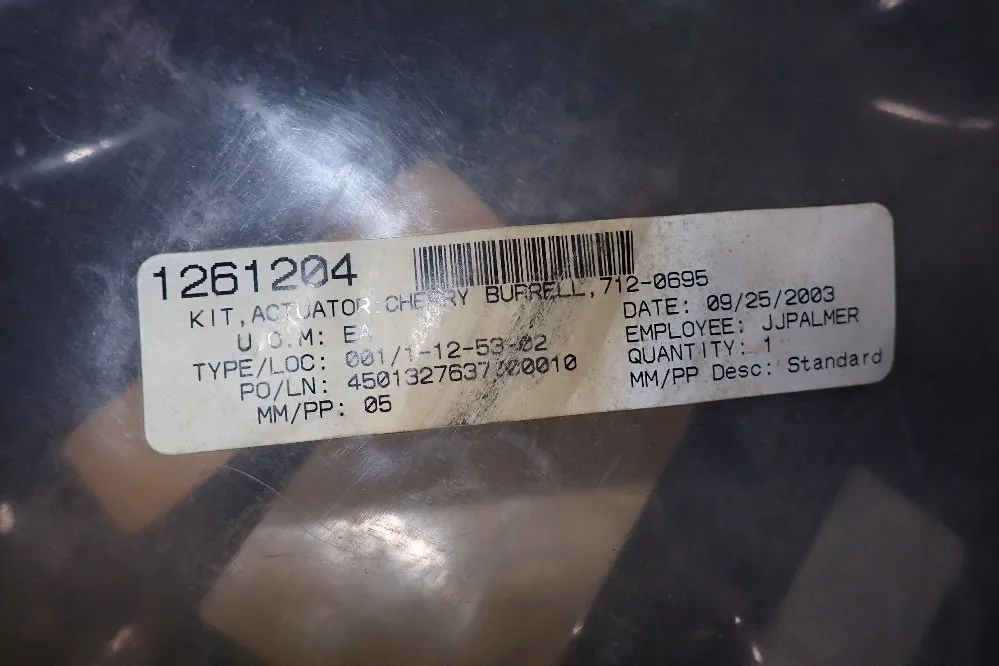 1261204
KIT, ACTUATOR CHERRY BURRELL, 712-0695
U.O.M: EA
DATE: 09/25/2003
TYPE/LOC: 001/1-12-53-02
EMPLOYEE: JJPALMER
PO/LN: 4501327637
QUANTITY: 1
MM/PP: 05
MM/PP Desc: Standard